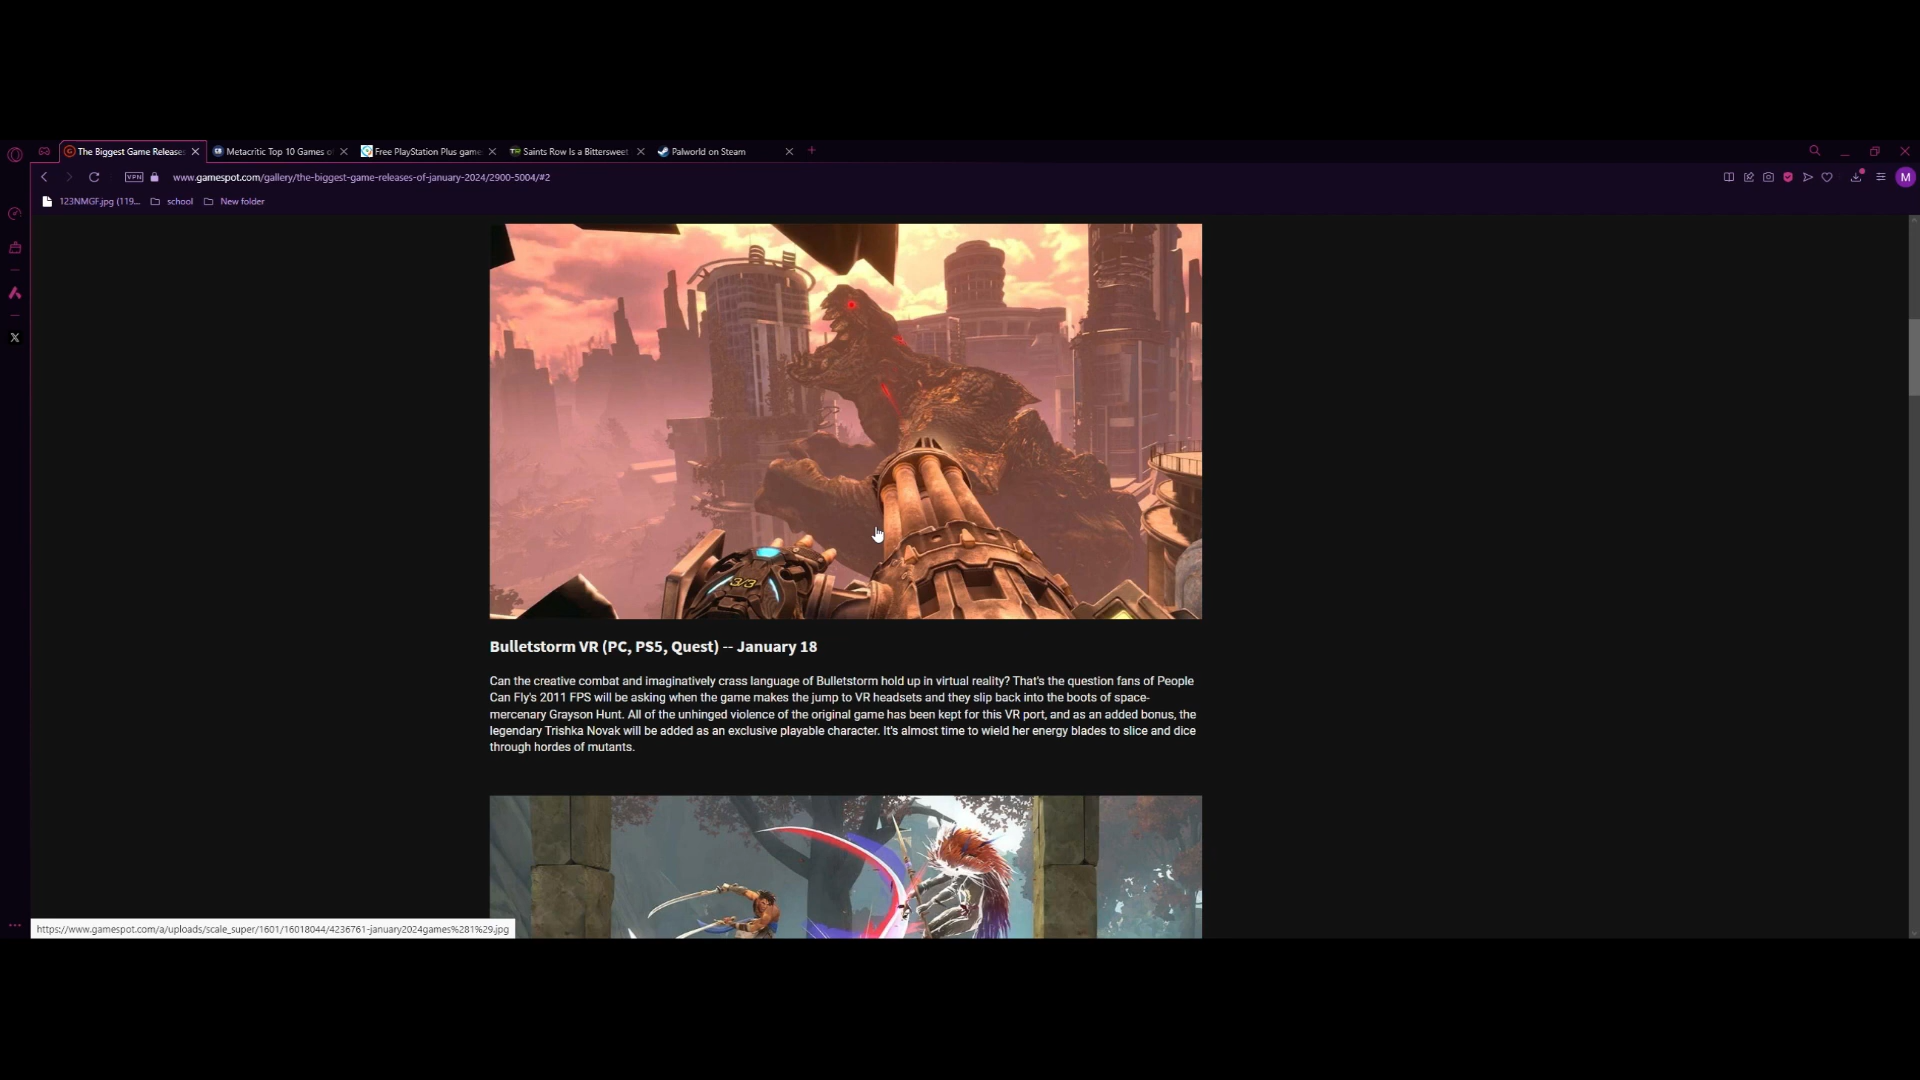 The Biggest Game Releases
Metacritic Top 10 Games o
Free PlayStation Plus game
Saints Row Is a Bittersweet
Palworld on Steam
VPN
www.gamespot.com/gallery/the-biggest-game-releases-of-january-2024/2900-5004/#2
M
123NMGF.jpg (119...
school
New folder
3/3
Bulletstorm VR (PC, PS5, Quest) -- January 18
Can the creative combat and imaginatively crass language of Bulletstorm hold up in virtual reality? That's the question fans of People
Can Fly's 2011 FPS will be asking when the game makes the jump to VR headsets and they slip back into the boots of space-
mercenary Grayson Hunt. All of the unhinged violence of the original game has been kept for this VR port, and as an added bonus, the
legendary Trishka Novak will be added as an exclusive playable character. It's almost time to wield her energy blades to slice and dice
through hordes of mutants.
https://www.gamespot.com/a/uploads/scale_super/1601/16018044/4236761-january2024games%281%29.jpg